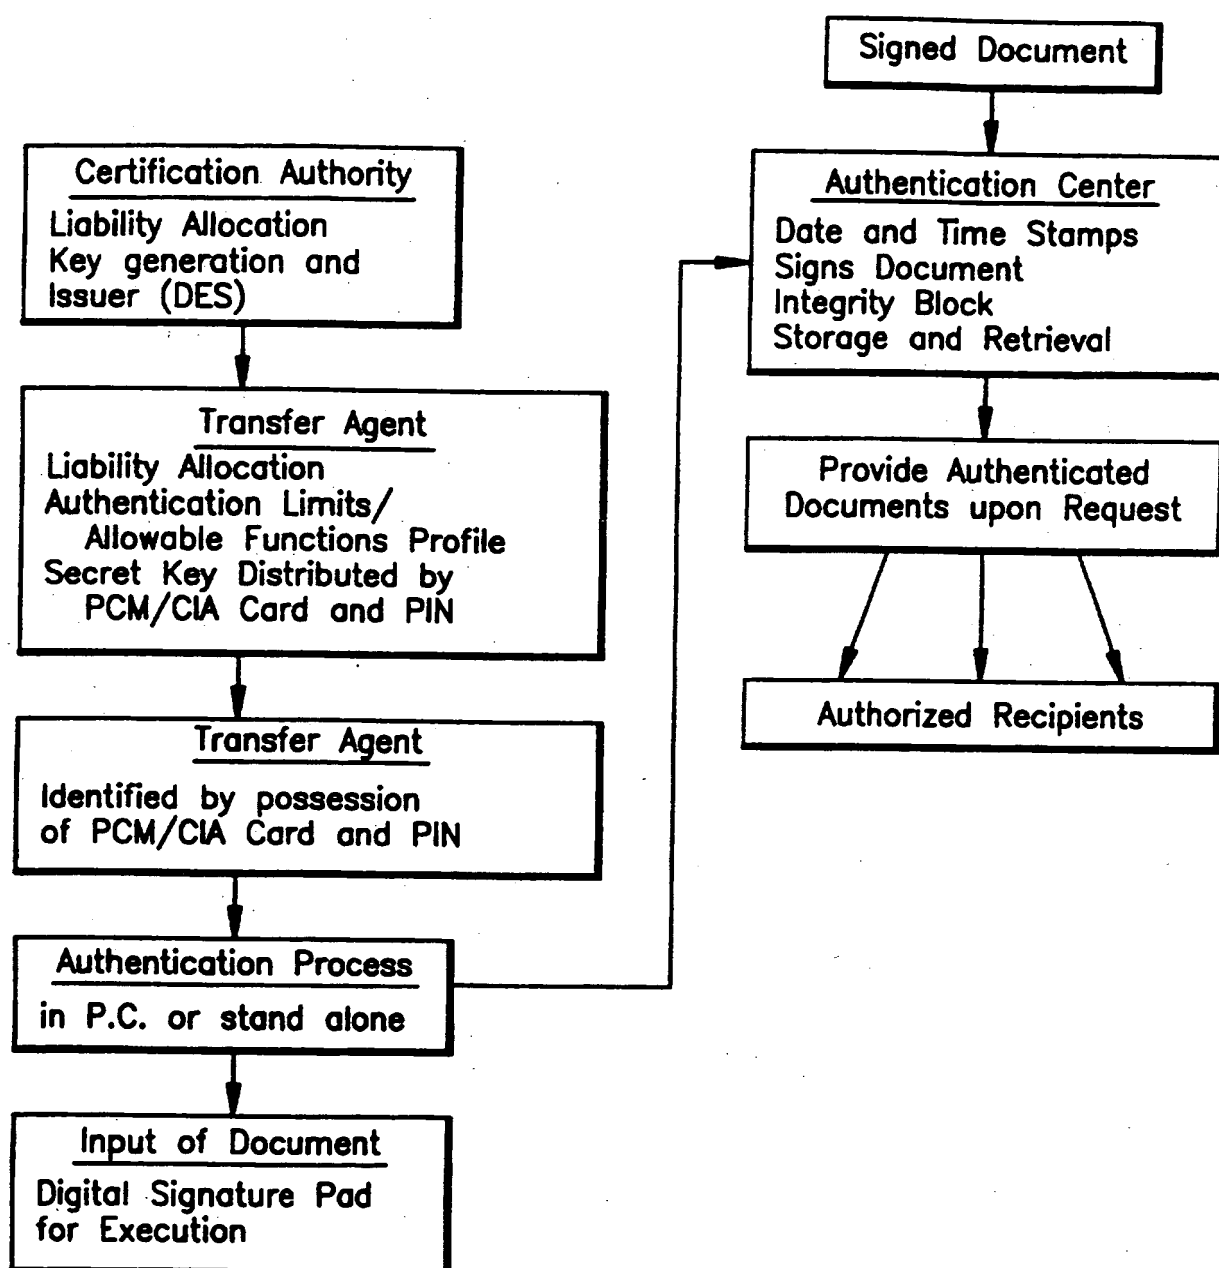 Certification Authority
Liability Allocation
Key generation and
Issuer (DES)
Transfer Agent
Liability Allocation
Authentication Limits/
Allowable Functions Profile
Secret Key Distributed by
PCM/CIA Card and PIN
Transfer Agent
Identified by possession
of PCM/CIA Card and PIN
Authentication Process
in P.C. or stand alone
Input of Document
Digital Signature Pad
for Execution
Signed Document
Authentication Center
Date and Time Stamps
Signs Document
Integrity Block
Storage and Retrieval
Provide Authenticated
Documents upon Request
Authorized Recipients